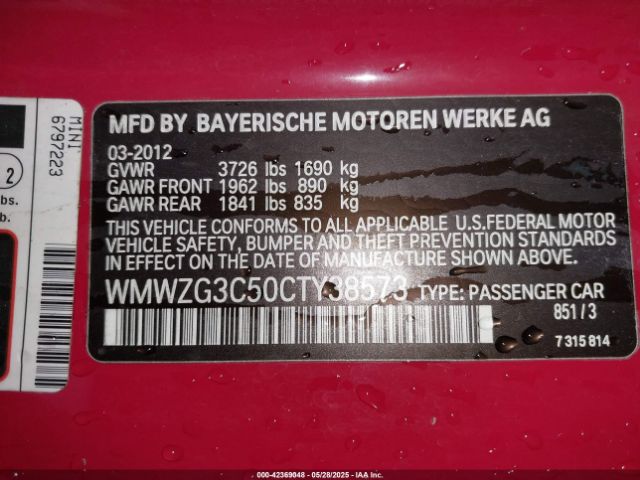 MINI
6797223
2
lbs.
b.
MFD BY BAYERISCHE MOTOREN WERKE AG
03-2012
GVWR 3726 lbs 1690 kg
GAWR FRONT 1962 lbs 890 kg
GAWR REAR 1841 lbs 835 kg
THIS VEHICLE CONFORMS TO ALL APPLICABLE U.S.FEDERAL MOTOR
VEHICLE SAFETY, BUMPER AND THEFT PREVENTION STANDARDS
IN EFFECT ON THE DATE OF MANUFACTURE SHOWN ABOVE.
WMWZG3C50CTY38573 TYPE: PASSENGER CAR
851 / 3
7 315 814
000-42369048 - 05/28/2025 - IAA Inc.